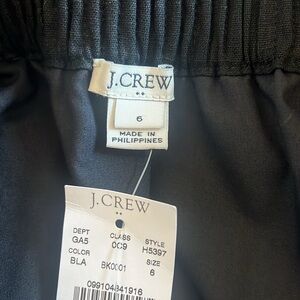 J.CREW
6
MADE IN
PHILIPPINES
J.CREW
DEPT CLASS STYLE
GA5 0C9 H5397
COLOR SIZE
BLA BK0001 6
099104841916